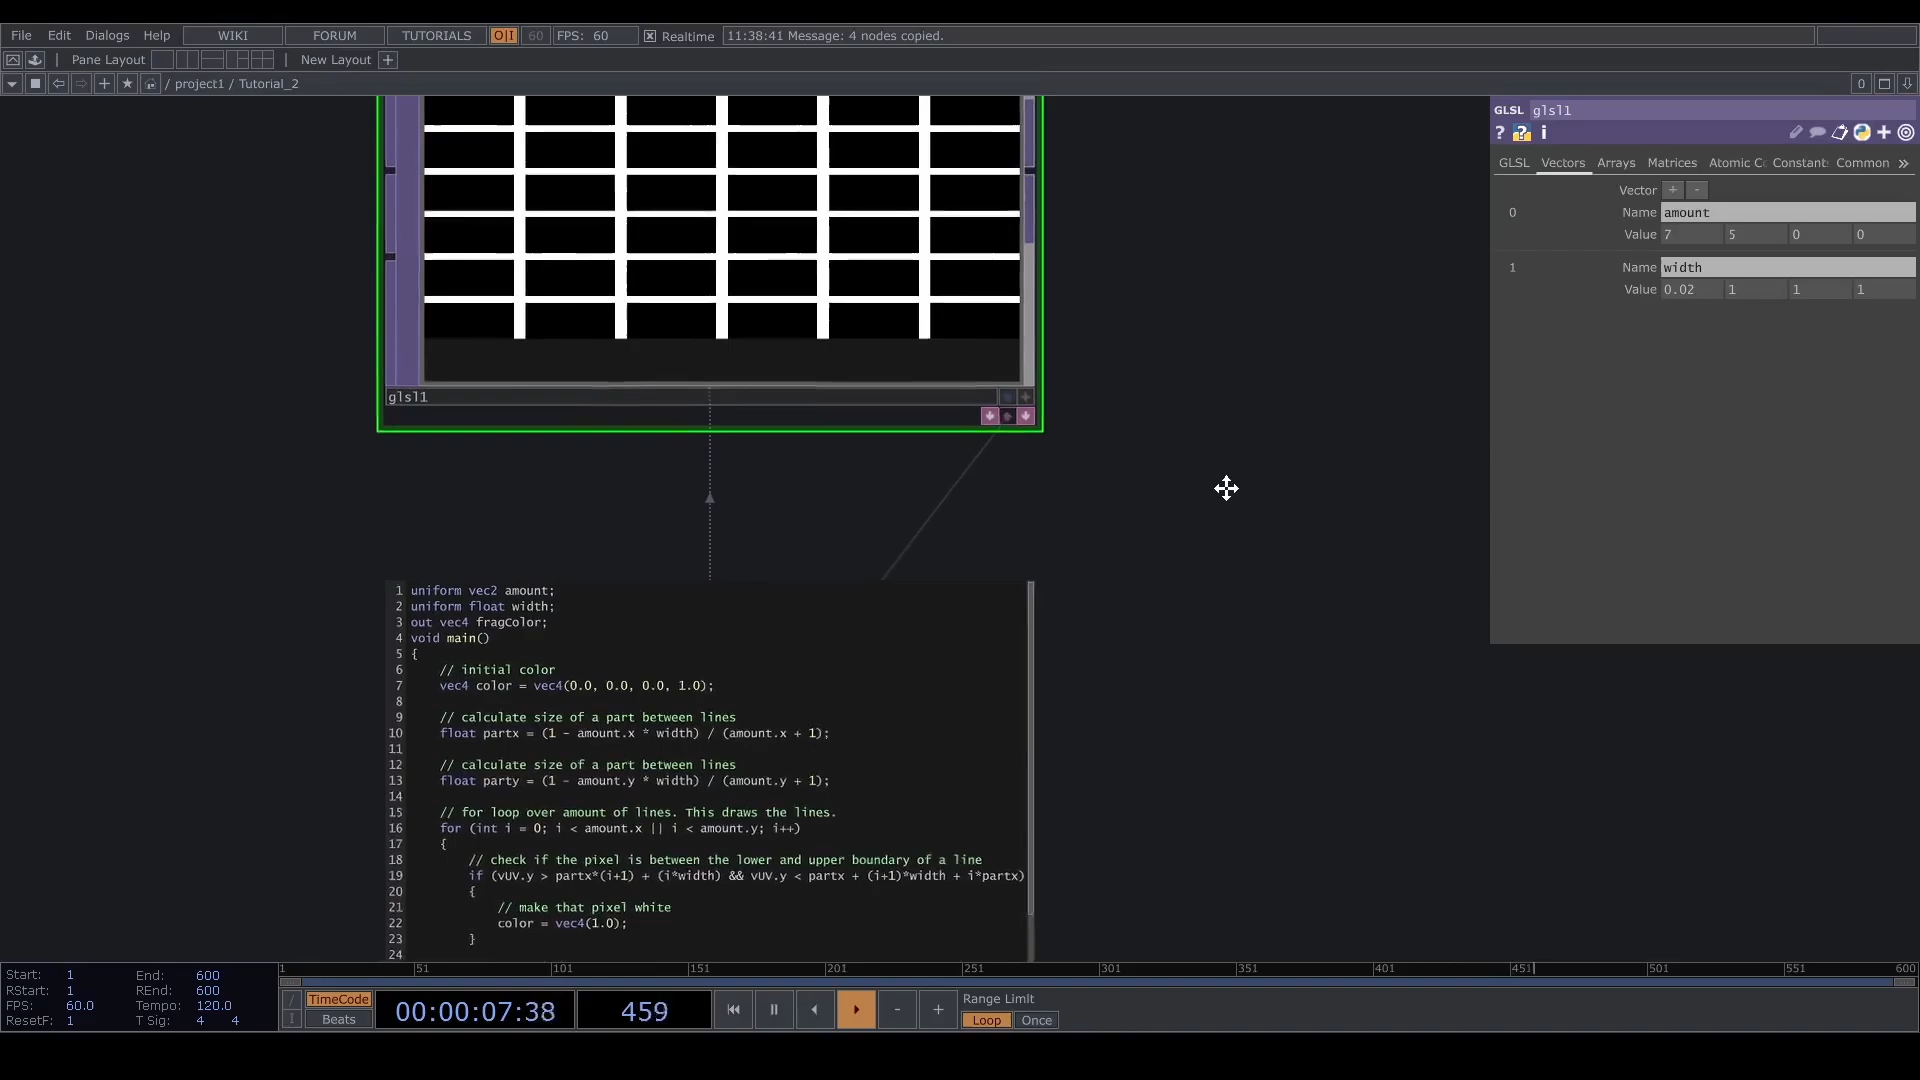 File Edit Dialogs Help WIKI FORUM TUTORIALS O|I 60 FPS: 60 Realtime 11:38:41 Message: 4 nodes copied.
Pane Layout | New Layout +
/ project1 / Tutorial_2 0
GLSL glsl1
? ? i
GLSL Vectors Arrays Matrices Atomic C Constant Common »
Vector + -
0 Name amount
Value 7 5 0 0
1 Name width
Value 0.02 1 1 1
glsl1
1 uniform vec2 amount;
2 uniform float width;
3 out vec4 fragColor;
4 void main()
5 {
6 // initial color
7 vec4 color = vec4(0.0, 0.0, 0.0, 1.0);
8
9 // calculate size of a part between lines
10 float partx = (1 - amount.x * width) / (amount.x + 1);
11
12 // calculate size of a part between lines
13 float party = (1 - amount.y * width) / (amount.y + 1);
14
15 // for loop over amount of lines. This draws the lines.
16 for (int i = 0; i < amount.x || i < amount.y; i++)
17 {
18 // check if the pixel is between the lower and upper boundary of a line
19 if (vUV.y > partx*(i+1) + (i*width) && vUV.y < partx + (i+1)*width + i*partx)
20 {
21 // make that pixel white
22 color = vec4(1.0);
23 }
24
1 51 101 151 201 251 301 351 401 451 501 551 600
Start: 1 End: 600
RStart: 1 REnd: 600
FPS: 60.0 Tempo: 120.0
ResetF: 1 T Sig: 4 4
/ TimeCode
I Beats
00:00:07:38 459 - +
Range Limit
Loop Once